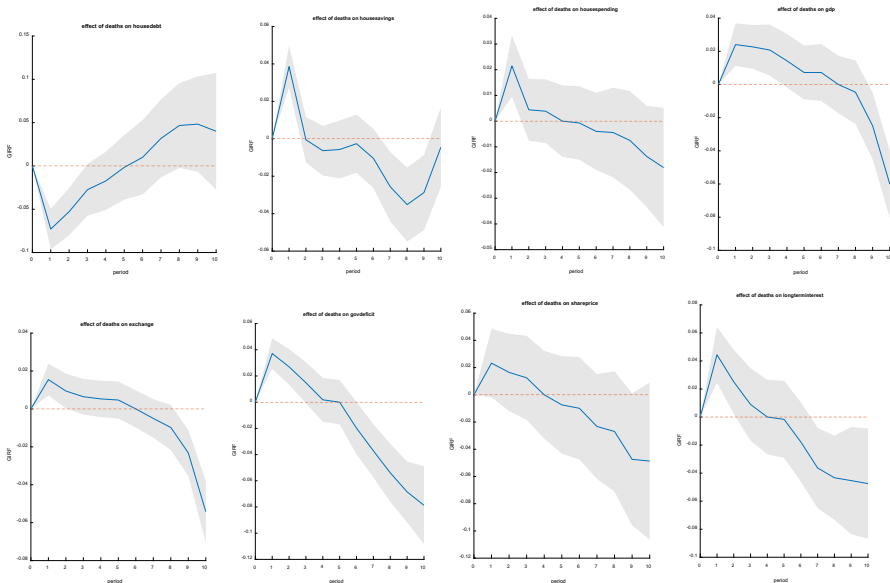 effect of deaths on housedebt
0.15
0.1
0.05
0
-0.05
-0.1
GIRF
0 1 2 3 4 5 6 7 8 9 10
period
effect of deaths on housesavings
0.06
0.04
0.02
0
-0.02
-0.04
-0.06
GIRF
0 1 2 3 4 5 6 7 8 9 10
period
effect of deaths on housespending
0.04
0.03
0.02
0.01
0
-0.01
-0.02
-0.03
-0.04
-0.05
GIRF
0 1 2 3 4 5 6 7 8 9 10
period
effect of deaths on gdp
0.04
0.02
0
-0.02
-0.04
-0.06
-0.08
-0.1
GIRF
0 1 2 3 4 5 6 7 8 9 10
period
effect of deaths on exchange
0.04
0.02
0
-0.02
-0.04
-0.06
-0.08
GIRF
0 1 2 3 4 5 6 7 8 9 10
period
effect of deaths on govdeficit
0.06
0.04
0.02
0
-0.02
-0.04
-0.06
-0.08
-0.1
-0.12
GIRF
0 1 2 3 4 5 6 7 8 9 10
period
effect of deaths on shareprice
0.06
0.04
0.02
0
-0.02
-0.04
-0.06
-0.08
-0.1
-0.12
GIRF
0 1 2 3 4 5 6 7 8 9 10
period
effect of deaths on longterminterest
0.08
0.06
0.04
0.02
0
-0.02
-0.04
-0.06
-0.08
-0.1
GIRF
0 1 2 3 4 5 6 7 8 9 10
period